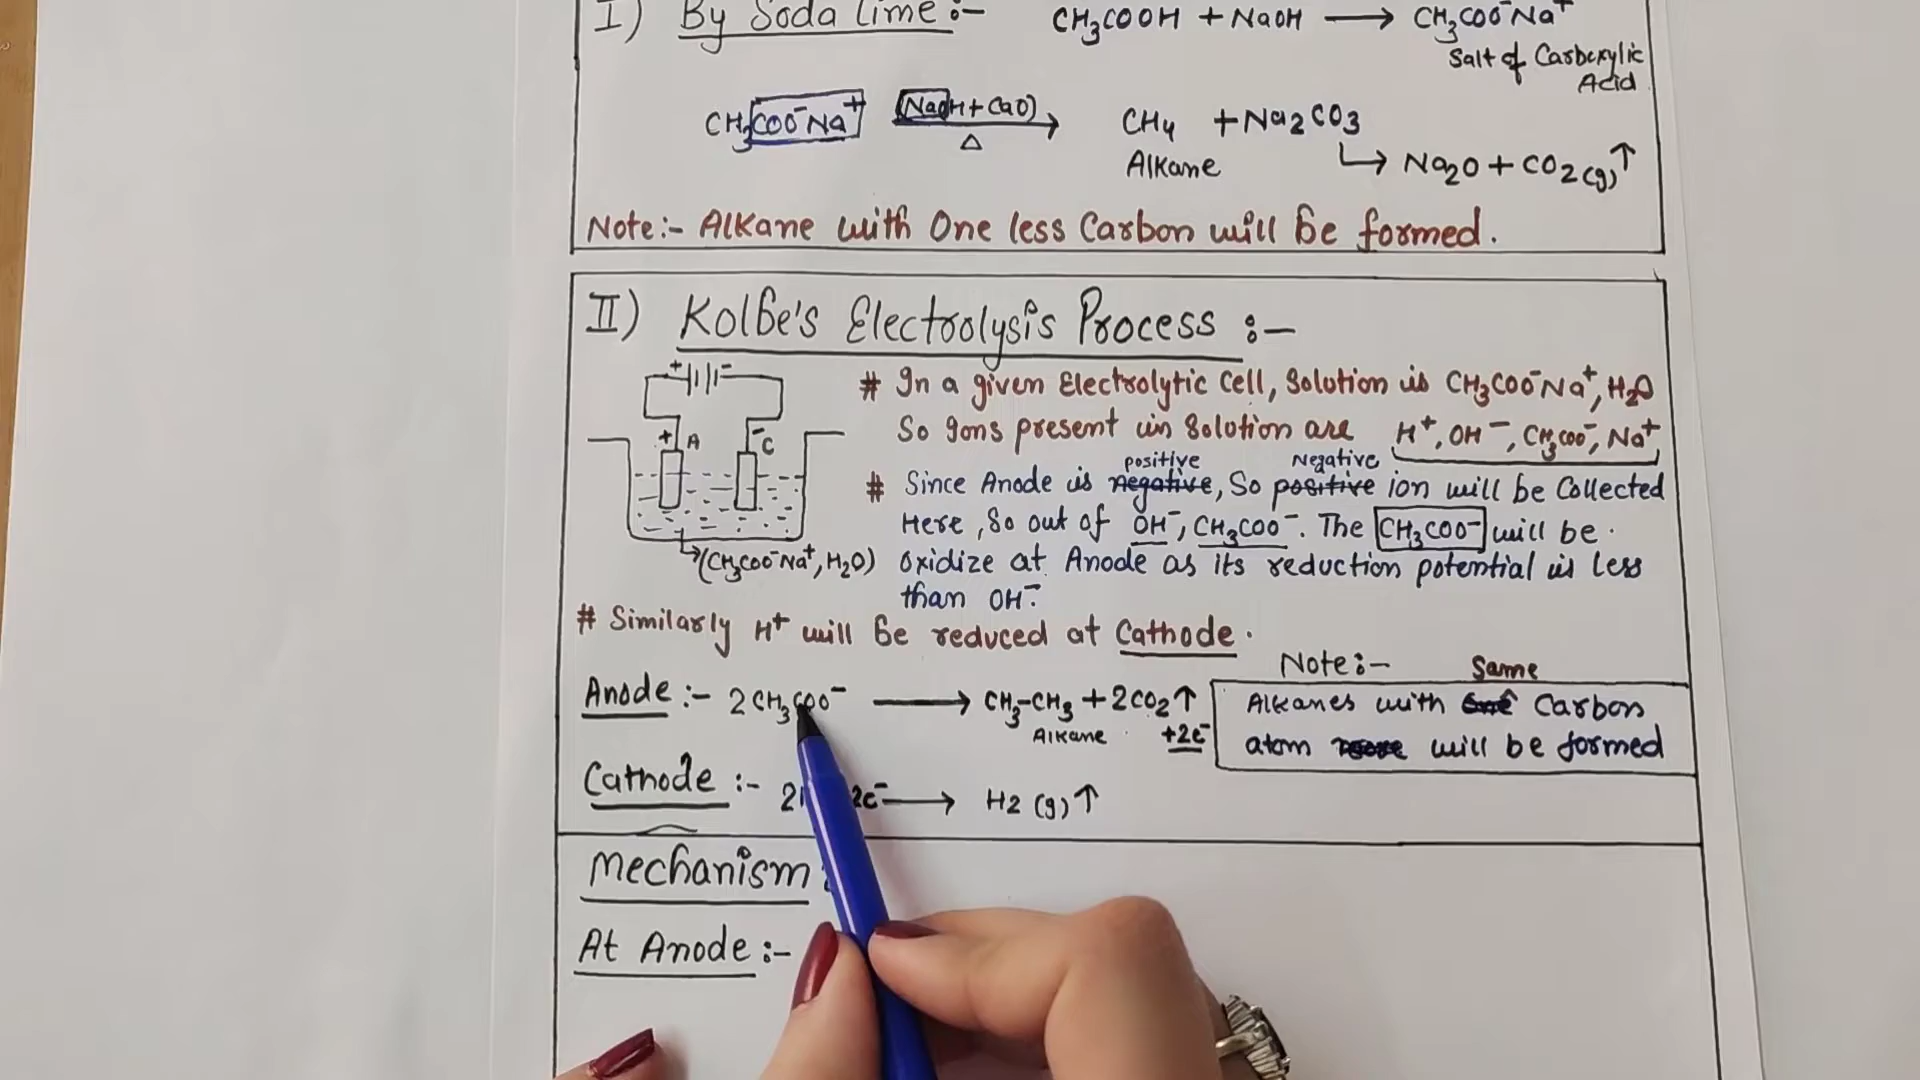 I) By Soda lime :- CH3COOH + NaOH ⟶ CH3COO⁻Na⁺
Salt of Carboxylic
Acid
CH3COO⁻Na⁺ (NaOH + CaO) CH4 + Na2CO3
△
Alkane ↳ Na2O + CO2(g)↑
Note:- Alkane with One less Carbon will be formed.
II) Kolbe's Electrolysis Process :-
+ -
# In a given Electrolytic Cell, Solution is CH3COO⁻Na⁺, H2O
So Ions present in Solution are H⁺, OH⁻, CH3COO⁻, Na⁺
+ A - C
positive Negative
# Since Anode is negative, So positive ion will be Collected
Here, So out of OH⁻, CH3COO⁻. The CH3COO⁻ will be
(CH3COO⁻Na⁺, H2O) oxidize at Anode as its reduction potential is less
than OH⁻.
# Similarly H⁺ will be reduced at Cathode.
Note:- Same
Anode :- 2CH3COO⁻ ⟶ CH3-CH3 + 2CO2↑
Alkane +2e⁻
Alkanes with One Carbon
atom more will be formed
Cathode :- 2 2e⁻ ⟶ H2 (g)↑
Mechanism
At Anode :-